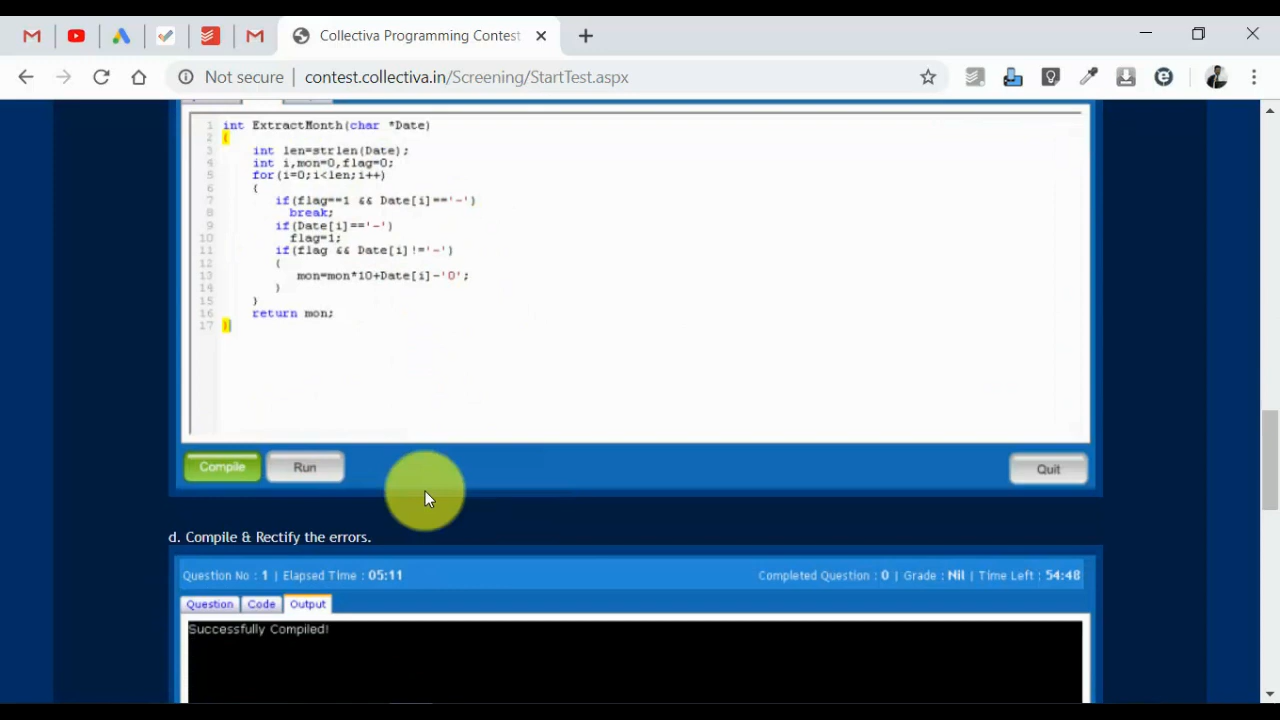 Collectiva Programming Contest
Not secure | contest.collectiva.in/Screening/StartTest.aspx
1 int ExtractMonth(char *Date)
2 {
3 int len=strlen(Date);
4 int i,mon=0,flag=0;
5 for(i=0;i<len;i++)
6 {
7 if(flag==1 && Date[i]=='-')
8 break;
9 if(Date[i]=='-')
10 flag=1;
11 if(flag && Date[i]!='-')
12 {
13 mon=mon*10+Date[i]-'0';
14 }
15 }
16 return mon;
17 }
Compile Run Quit
d. Compile & Rectify the errors.
Question No : 1 | Elapsed Time : 05:11 Completed Question : 0 | Grade : Nil | Time Left : 54:48
Question Code Output
Successfully Compiled!